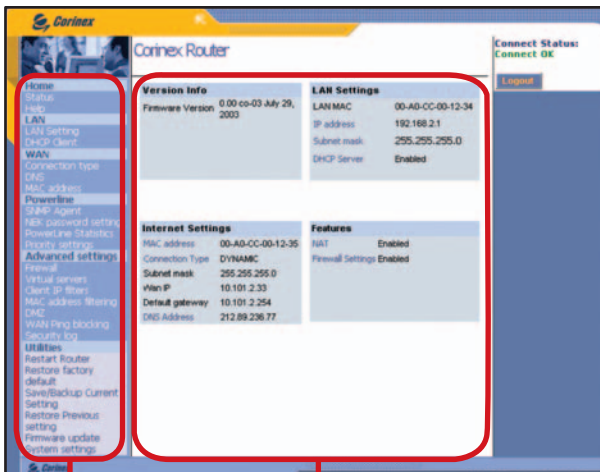 Corinex
Corinex Router
Connect Status:
Connect OK
Logout
Home
Status
Help
LAN
LAN Setting
DHCP Client
WAN
Connection type
DNS
MAC address
Powerline
SNMP Agent
NEK password setting
PowerLine Statistics
Priority settings
Advanced settings
Firewall
Virtual servers
Client IP filters
MAC address filtering
DMZ
WAN Ping blocking
Security log
Utilities
Restart Router
Restore factory
default
Save/Backup Current
Setting
Restore Previous
setting
Firmware update
System settings
Version Info
Firmware Version 0.00 co-03 July 29,
2003
LAN Settings
LAN MAC 00-A0-CC-00-12-34
IP address 192.168.2.1
Subnet mask 255.255.255.0
DHCP Server Enabled
Internet Settings
MAC address 00-A0-CC-00-12-35
Connection Type DYNAMIC
Subnet mask 255.255.255.0
Wan IP 10.101.2.33
Default gateway 10.101.2.254
DNS Address 212.89.236.77
Features
NAT Enabled
Firewall Settings Enabled
Corinex